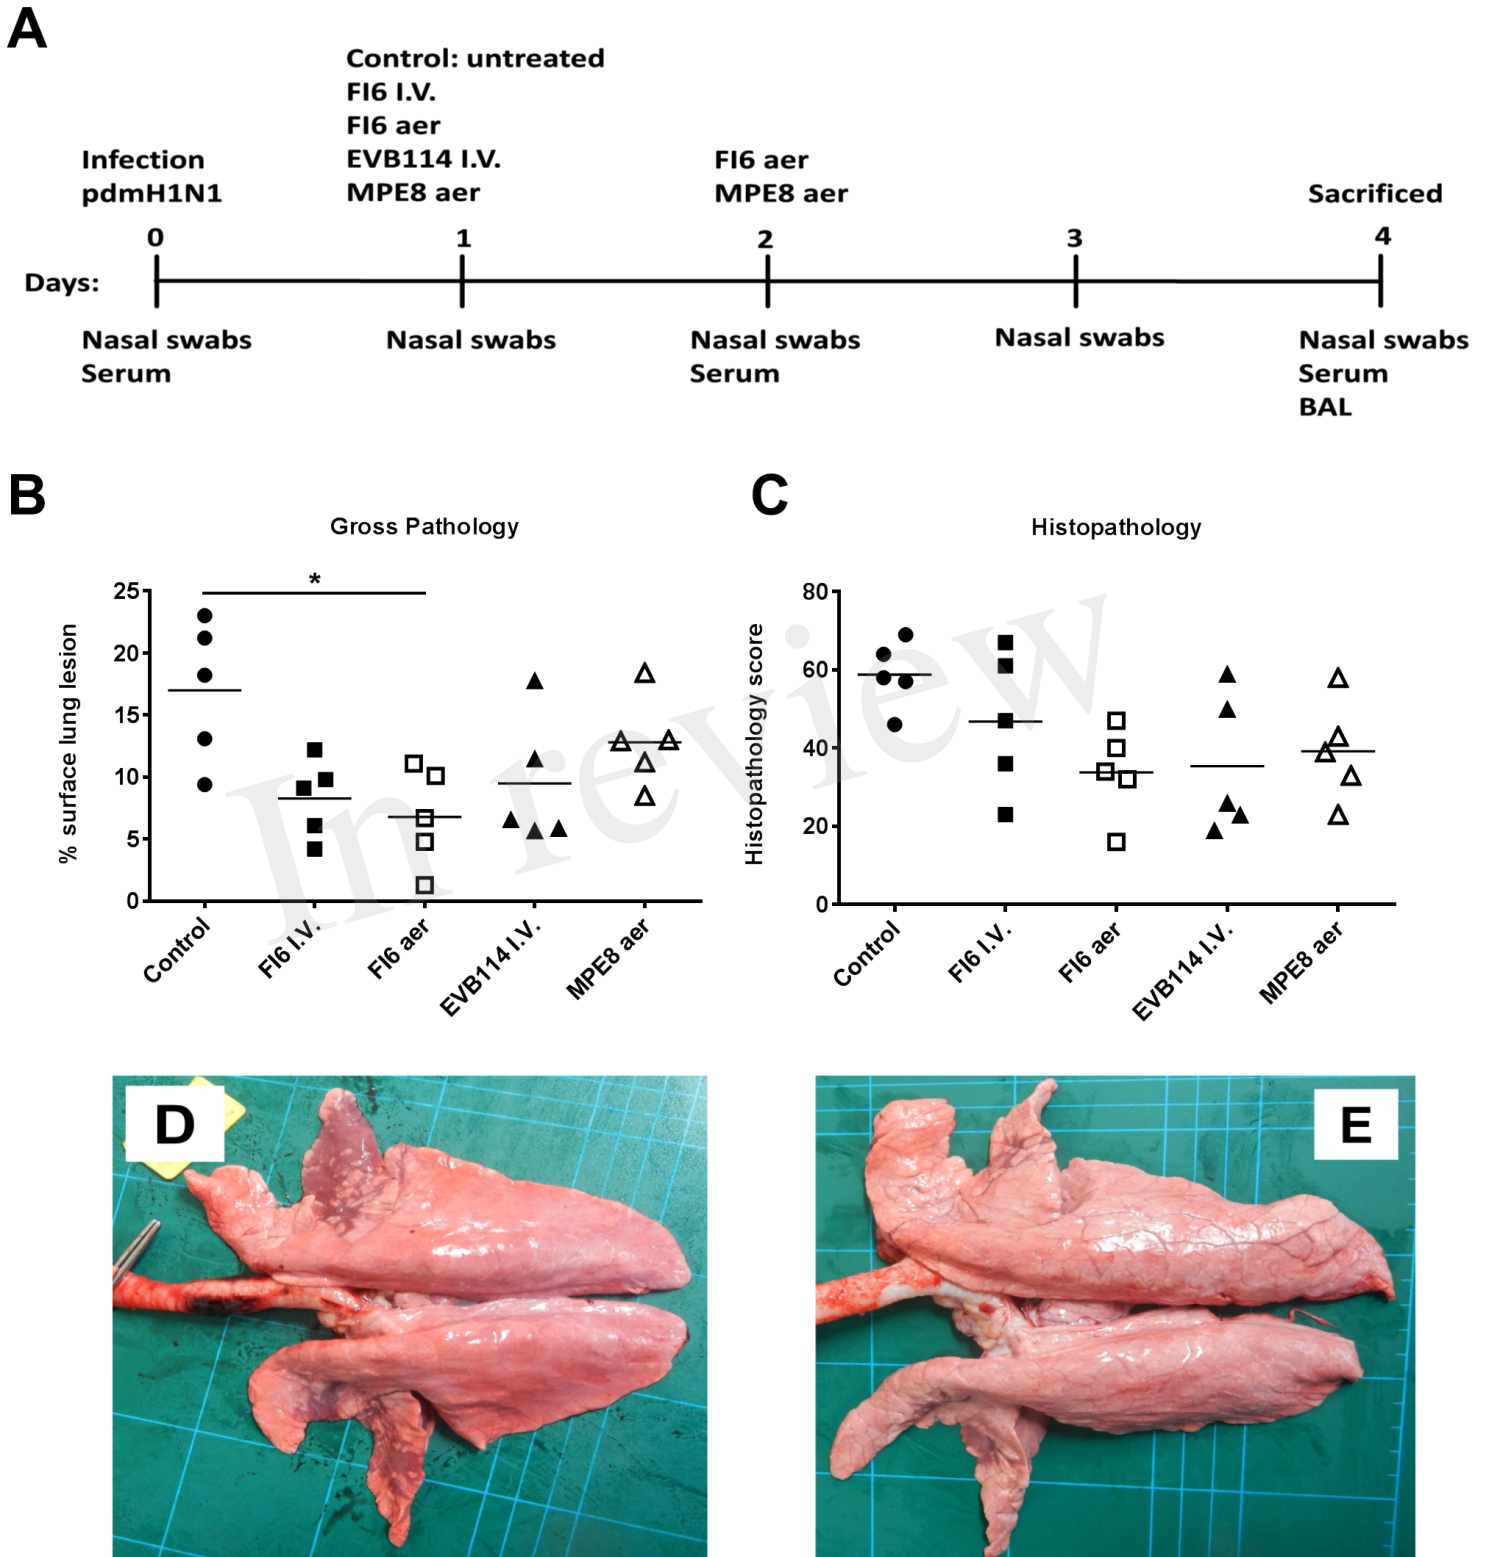 A
Control: untreated
FI6 I.V.
FI6 aer
EVB114 I.V.
MPE8 aer
Infection
pdmH1N1
FI6 aer
MPE8 aer
Sacrificed
0 1 2 3 4
Days:
Nasal swabs
Serum
Nasal swabs
Nasal swabs
Serum
Nasal swabs
Nasal swabs
Serum
BAL
B
Gross Pathology
*
% surface lung lesion
25
20
15
10
5
0
Control
FI6 I.V.
FI6 aer
EVB114 I.V.
MPE8 aer
C
Histopathology
Histopathology score
80
60
40
20
0
Control
FI6 I.V.
FI6 aer
EVB114 I.V.
MPE8 aer
In review
D
E